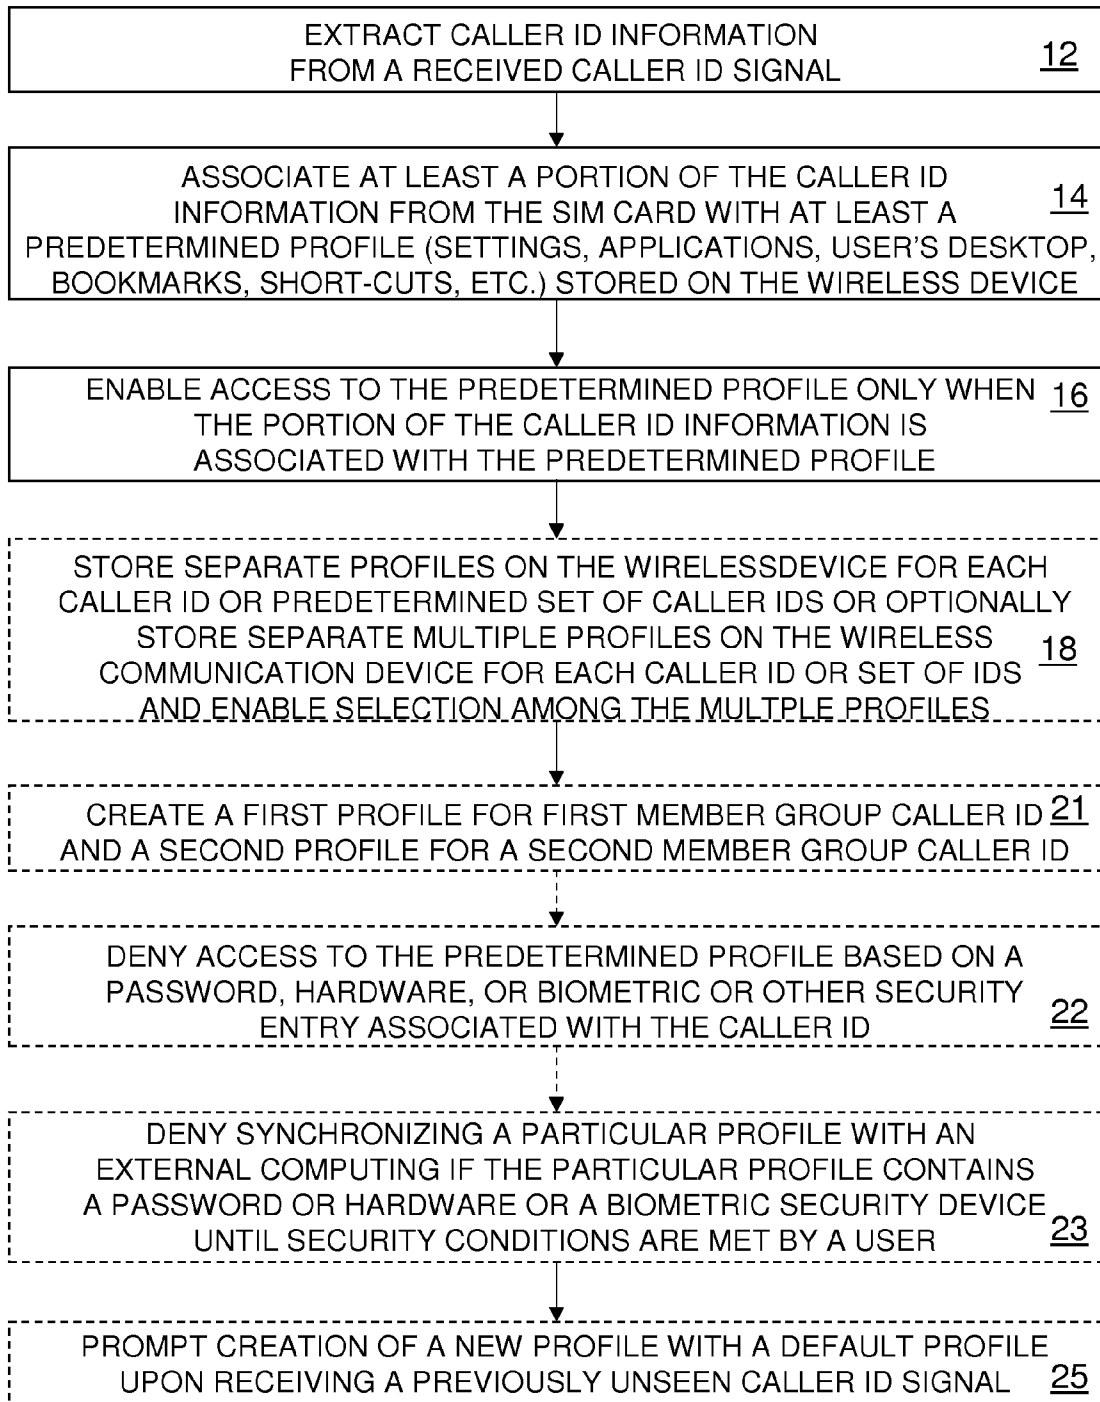 EXTRACT CALLER ID INFORMATION
FROM A RECEIVED CALLER ID SIGNAL
12
ASSOCIATE AT LEAST A PORTION OF THE CALLER ID
INFORMATION FROM THE SIM CARD WITH AT LEAST A
PREDETERMINED PROFILE (SETTINGS, APPLICATIONS, USER'S DESKTOP,
BOOKMARKS, SHORT-CUTS, ETC.) STORED ON THE WIRELESS DEVICE
14
ENABLE ACCESS TO THE PREDETERMINED PROFILE ONLY WHEN
THE PORTION OF THE CALLER ID INFORMATION IS
ASSOCIATED WITH THE PREDETERMINED PROFILE
16
STORE SEPARATE PROFILES ON THE WIRELESSDEVICE FOR EACH
CALLER ID OR PREDETERMINED SET OF CALLER IDS OR OPTIONALLY
STORE SEPARATE MULTIPLE PROFILES ON THE WIRELESS
COMMUNICATION DEVICE FOR EACH CALLER ID OR SET OF IDS
AND ENABLE SELECTION AMONG THE MULTPLE PROFILES
18
CREATE A FIRST PROFILE FOR FIRST MEMBER GROUP CALLER ID
AND A SECOND PROFILE FOR A SECOND MEMBER GROUP CALLER ID
21
DENY ACCESS TO THE PREDETERMINED PROFILE BASED ON A
PASSWORD, HARDWARE, OR BIOMETRIC OR OTHER SECURITY
ENTRY ASSOCIATED WITH THE CALLER ID
22
DENY SYNCHRONIZING A PARTICULAR PROFILE WITH AN
EXTERNAL COMPUTING IF THE PARTICULAR PROFILE CONTAINS
A PASSWORD OR HARDWARE OR A BIOMETRIC SECURITY DEVICE
UNTIL SECURITY CONDITIONS ARE MET BY A USER
23
PROMPT CREATION OF A NEW PROFILE WITH A DEFAULT PROFILE
UPON RECEIVING A PREVIOUSLY UNSEEN CALLER ID SIGNAL
25